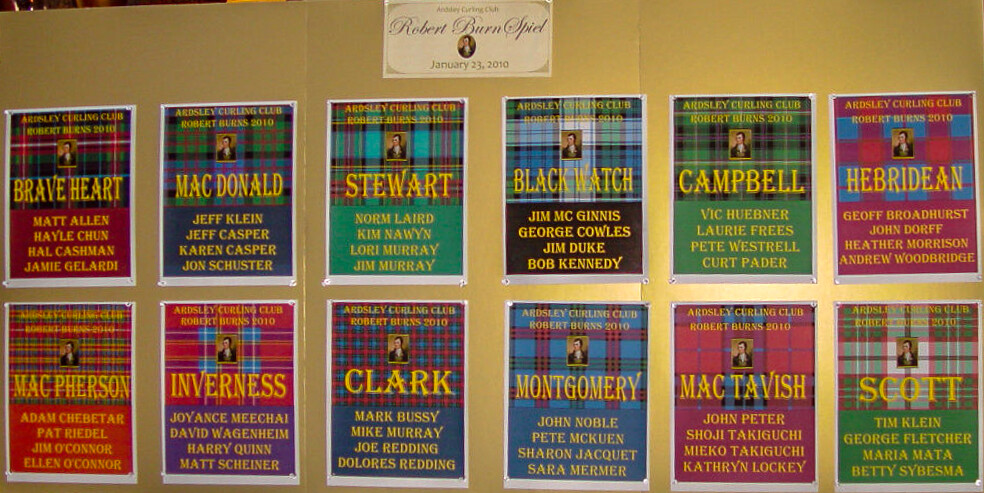 Ardsley Curling Club
Robert Burn Spiel
January 23, 2010
ARDSLEY CURLING CLUB
ROBERT BURNS 2010
BRAVE HEART
MATT ALLEN
HAYLE CHUN
HAL CASHMAN
JAMIE GELARDI
ARDSLEY CURLING CLUB
ROBERT BURNS 2010
MAC DONALD
JEFF KLEIN
JEFF CASPER
KAREN CASPER
JON SCHUSTER
ARDSLEY CURLING CLUB
ROBERT BURNS 2010
STEWART
NORM LAIRD
KIM NAWYN
LORI MURRAY
JIM MURRAY
ARDSLEY CURLING CLUB
ROBERT BURNS 2010
BLACK WATCH
JIM MC GINNIS
GEORGE COWLES
JIM DUKE
BOB KENNEDY
ARDSLEY CURLING CLUB
ROBERT BURNS 2010
CAMPBELL
VIC HUEBNER
LAURIE FREES
PETE WESTRELL
CURT PADER
ARDSLEY CURLING CLUB
ROBERT BURNS 2010
HEBRIDEAN
GEOFF BROADHURST
JOHN DORFF
HEATHER MORRISON
ANDREW WOODBRIDGE
ARDSLEY CURLING CLUB
ROBERT BURNS 2010
MAC PHERSON
ADAM CHEBETAR
PAT RIEDEL
JIM O'CONNOR
ELLEN O'CONNOR
ARDSLEY CURLING CLUB
ROBERT BURNS 2010
INVERNESS
JOYANCE MEECHAI
DAVID WAGENHEIM
HARRY QUINN
MATT SCHEINER
ARDSLEY CURLING CLUB
ROBERT BURNS 2010
CLARK
MARK BUSSY
MIKE MURRAY
JOE REDDING
DOLORES REDDING
ARDSLEY CURLING CLUB
ROBERT BURNS 2010
MONTGOMERY
JOHN NOBLE
PETE MCKUEN
SHARON JACQUET
SARA MERMER
ARDSLEY CURLING CLUB
ROBERT BURNS 2010
MAC TAVISH
JOHN PETER
SHOJI TAKIGUCHI
MIEKO TAKIGUCHI
KATHRYN LOCKEY
ARDSLEY CURLING CLUB
ROBERT BURNS 2010
SCOTT
TIM KLEIN
GEORGE FLETCHER
MARIA MATA
BETTY SYBESMA